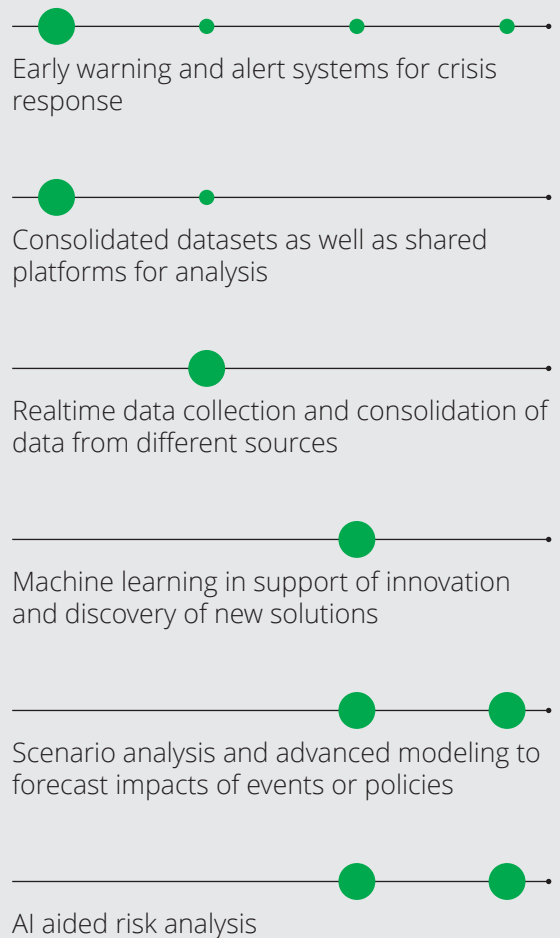 Early warning and alert systems for crisis
response
Consolidated datasets as well as shared
platforms for analysis
Realtime data collection and consolidation of
data from different sources
Machine learning in support of innovation
and discovery of new solutions
Scenario analysis and advanced modeling to
forecast impacts of events or policies
AI aided risk analysis